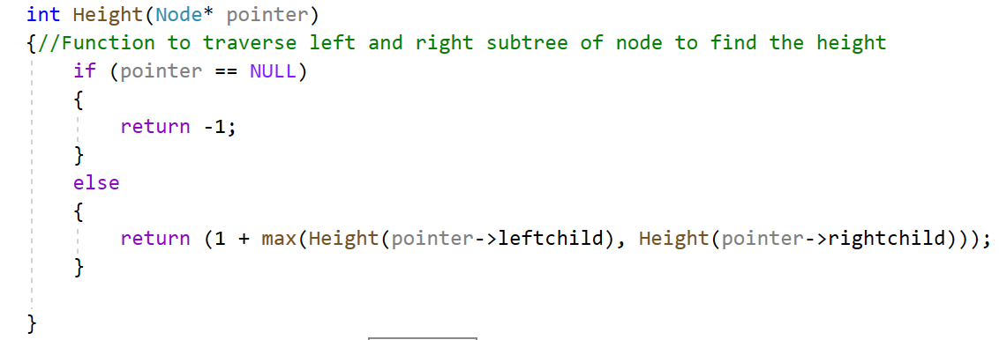 int Height(Node* pointer)
{//Function to traverse left and right subtree of node to find the height
    if (pointer == NULL)
    {
        return -1;
    }
    else
    {
        return (1 + max(Height(pointer->leftchild), Height(pointer->rightchild)));
    }

}